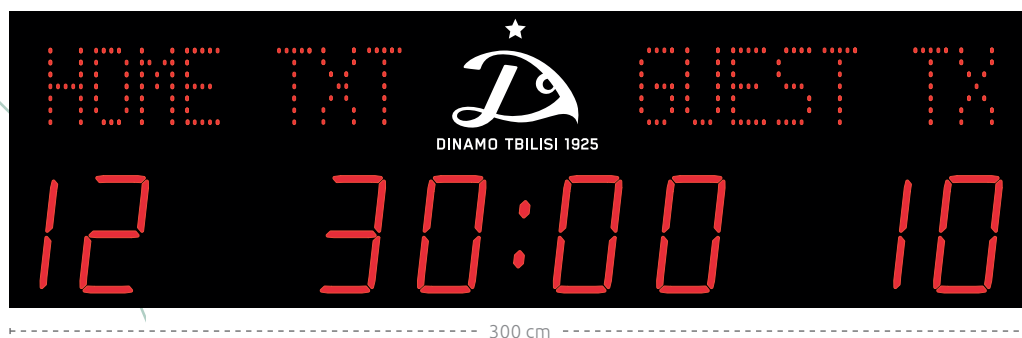 HOME TXT GUEST TX
DINAMO TBILISI 1925
12 30:00 10
300 cm